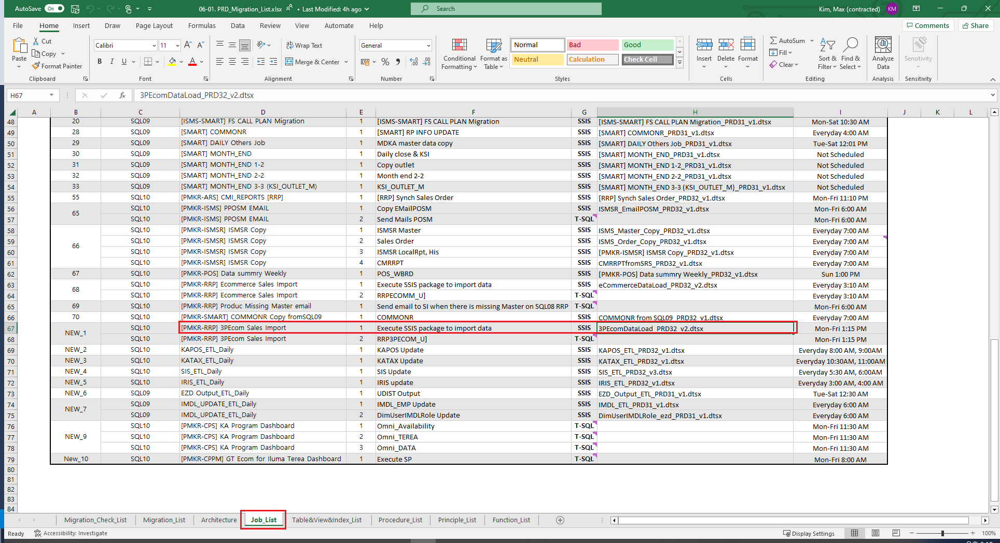 AutoSave On 06-01. PRD_Migration_List.xlsx • Last Modified: 4h ago Search Kim, Max (contracted) KM
File Home Insert Draw Page Layout Formulas Data Review View Automate Help Comments Share
Paste Cut Copy Format Painter Clipboard
Calibri 11 B I U A Font
Wrap Text Merge & Center Alignment
General % Number
Conditional Formatting Format as Table Normal Bad Good Neutral Calculation Check Cell Styles
Insert Delete Format Cells
AutoSum Fill Clear Sort & Filter Find & Select Editing
Analyze Data Analysis
Sensitivity Sensitivity
H67 fx 3PEcomDataLoad_PRD32_v2.dtsx
A B C D E F G H I J K L
48 20 SQL09 [ISMS-SMART] FS CALL PLAN Migration 1 [ISMS-SMART] FS CALL PLAN Migration SSIS [ISMS-SMART] FS CALL PLAN Migration_PRD31_v1.dtsx Mon-Sat 10:30 AM
49 28 SQL09 [SMART] COMMONR 1 [SMART] RP INFO UPDATE SSIS [SMART] COMMONR_PRD31_v1.dtsx Everyday 4:00 AM
50 29 SQL09 [SMART] DAILY Others Job 1 MDKA master data copy SSIS [SMART] DAILY Others Job_PRD31_v1.dtsx Tue-Sat 12:01 PM
51 30 SQL09 [SMART] MONTH_END 1 Daily close & KSI SSIS [SMART] MONTH_END_PRD31_v1.dtsx Not Scheduled
52 31 SQL09 [SMART] MONTH_END 1-2 1 Copy outlet SSIS [SMART] MONTH_END 1-2_PRD31_v1.dtsx Not Scheduled
53 32 SQL09 [SMART] MONTH_END 2-2 1 Month end 2-2 SSIS [SMART] MONTH_END 2-2_PRD31_v1.dtsx Not Scheduled
54 33 SQL09 [SMART] MONTH_END 3-3 (KSI_OUTLET_M) 1 KSI_OUTLET_M SSIS [SMART] MONTH_END 3-3 (KSI_OUTLET_M)_PRD31_v1.dtsx Not Scheduled
55 55 SQL10 [PMKR-ARS] CMI_REPORTS [RRP] 1 [RRP] Synch Sales Order SSIS [RRP] Synch Sales Order_PRD32_v1.dtsx Mon-Fri 11:10 PM
56 65 SQL10 [PMKR-ISMS] PPOSM EMAIL 1 Copy EMailPOSM SSIS ISMSR_EmailPOSM_PRD32_v1.dtsx Mon-Fri 6:00 AM
57 SQL10 [PMKR-ISMS] PPOSM EMAIL 2 Send Mails POSM T-SQL Mon-Fri 6:00 AM
58 66 SQL10 [PMKR-ISMSR] ISMSR Copy 1 ISMSR Master SSIS ISMS_Master_Copy_PRD32_v1.dtsx Everyday 7:00 AM
59 SQL10 [PMKR-ISMSR] ISMSR Copy 2 Sales Order SSIS ISMS_Order_Copy_PRD32_v1.dtsx Everyday 7:00 AM
60 SQL10 [PMKR-ISMSR] ISMSR Copy 3 ISMSR LocalRpt, His SSIS [PMKR-ISMSR] ISMSR Copy_PRD32_v1.dtsx Everyday 7:00 AM
61 SQL10 [PMKR-ISMSR] ISMSR Copy 4 CMRRPT SSIS CMRRPTfromSRS_PRD32_v1.dtsx Everyday 7:00 AM
62 67 SQL10 [PMKR-POS] Data summry Weekly 1 POS_WBRD SSIS [PMKR-POS] Data summry Weekly_PRD32_v1.dtsx Sun 1:00 PM
63 68 SQL10 [PMKR-RRP] Ecommerce Sales Import 1 Execute SSIS package to import data SSIS eCommerceDataLoad_PRD32_v2.dtsx Everyday 3:10 AM
64 SQL10 [PMKR-RRP] Ecommerce Sales Import 2 RRPECOMM_U] T-SQL Everyday 3:10 AM
65 69 SQL10 [PMKR-RRP] Produc Missing Master email 1 Send email to SI when there is missing Master on SQL08 RRP T-SQL Mon-Fri 6:00 AM
66 70 SQL10 [PMKR-SMART] COMMONR Copy fromSQL09 1 COMMONR SSIS COMMONR from SQL09_PRD32_v1.dtsx Everyday 7:00 AM
67 NEW_1 SQL10 [PMKR-RRP] 3PEcom Sales Import 1 Execute SSIS package to import data SSIS 3PEcomDataLoad_PRD32_v2.dtsx Mon-Fri 1:15 PM
68 SQL10 [PMKR-RRP] 3PEcom Sales Import 2 RRP3PECOM_U] T-SQL Mon-Fri 1:15 PM
69 NEW_2 SQL10 KAPOS_ETL_Daily 1 KAPOS Update SSIS KAPOS_ETL_PRD32_v1.dtsx Everyday 8:00 AM, 9:00AM
70 NEW_3 SQL10 KATAX_ETL_Daily 1 KATAX Update SSIS KATAX_ETL_PRD32_v1.dtsx Everyday 10:30AM, 11:00AM
71 NEW_4 SQL10 SIS_ETL_Daily 1 SIS Update SSIS SIS_ETL_PRD32_v3.dtsx Everyday 5:30 AM, 6:00AM
72 NEW_5 SQL10 IRIS_ETL_Daily 1 IRIS update SSIS IRIS_ETL_PRD32_v1.dtsx Everyday 3:00 AM, 4:00 AM
73 NEW_6 SQL09 EZD Output_ETL_Daily 1 UDIST Output SSIS EZD_Output_ETL_PRD31_v1.dtsx Tue-Sat 12:30 AM
74 NEW_7 SQL09 IMDL_UPDATE_ETL_Daily 1 IMDL_EMP Update SSIS IMDL_ETL_PRD31_v1.dtsx Everyday 6:00 AM
75 SQL09 IMDL_UPDATE_ETL_Daily 2 DimUserIMDLRole Update SSIS DimUserIMDLRole_ezd_PRD31_v1.dtsx Everyday 6:00 AM
76 NEW_9 SQL10 [PMKR-CPS] KA Program Dashboard 1 Omni_Availability T-SQL Mon-Fri 11:30 AM
77 SQL10 [PMKR-CPS] KA Program Dashboard 2 Omni_TEREA T-SQL Mon-Fri 11:30 AM
78 SQL10 [PMKR-CPS] KA Program Dashboard 3 Omni_DATA T-SQL Mon-Fri 11:30 AM
79 New_10 SQL10 [PMKR-CPPM] GT Ecom for Iluma Terea Dashboard 1 Execute SP T-SQL Mon-Fri 8:00 AM
80
81
82
83
84
Migration_Check_List Migration_List Architecture Job_List Table&View&Index_List Procedure_List Principle_List Function_List
Ready Accessibility: Investigate Display Settings 100%